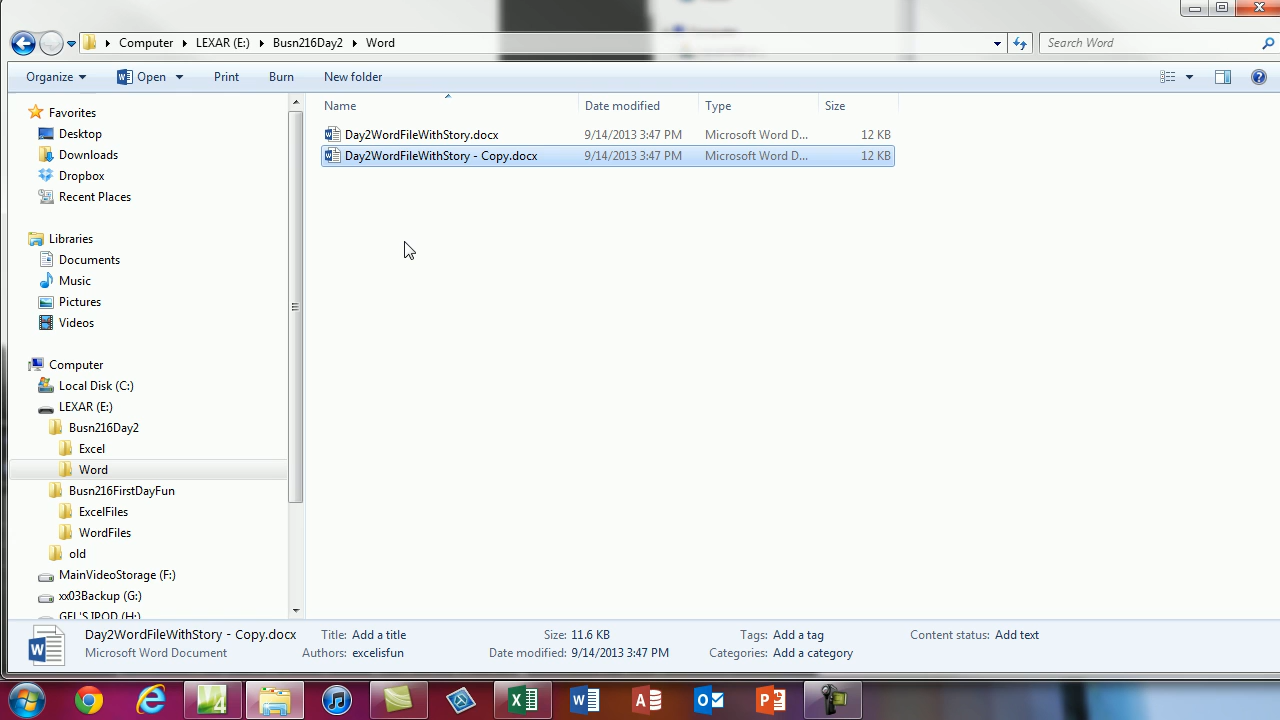 Computer LEXAR (E:) Busn216Day2 Word
Search Word
Organize Open Print Burn New folder
Name Date modified Type Size
Day2WordFileWithStory.docx 9/14/2013 3:47 PM Microsoft Word D... 12 KB
Day2WordFileWithStory - Copy.docx 9/14/2013 3:47 PM Microsoft Word D... 12 KB
Favorites
Desktop
Downloads
Dropbox
Recent Places
Libraries
Documents
Music
Pictures
Videos
Computer
Local Disk (C:)
LEXAR (E:)
Busn216Day2
Excel
Word
Busn216FirstDayFun
ExcelFiles
WordFiles
old
MainVideoStorage (F:)
xx03Backup (G:)
GEL'S IPOD (H:)
Day2WordFileWithStory - Copy.docx Title: Add a title Size: 11.6 KB Tags: Add a tag Content status: Add text
Microsoft Word Document Authors: excelisfun Date modified: 9/14/2013 3:47 PM Categories: Add a category